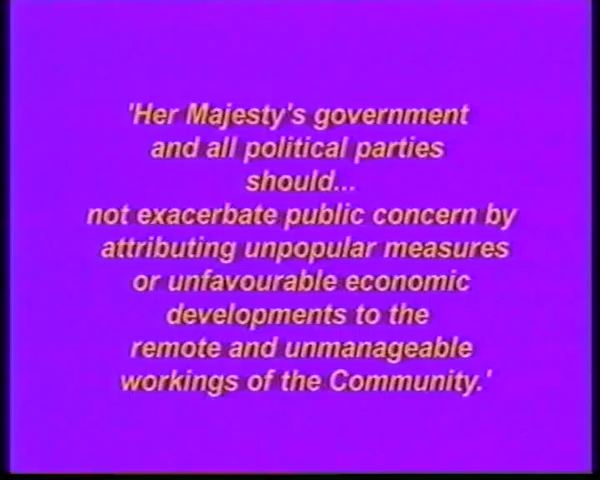 'Her Majesty's government
and all political parties
should...
not exacerbate public concern by
attributing unpopular measures
or unfavourable economic
developments to the
remote and unmanageable
workings of the Community.'